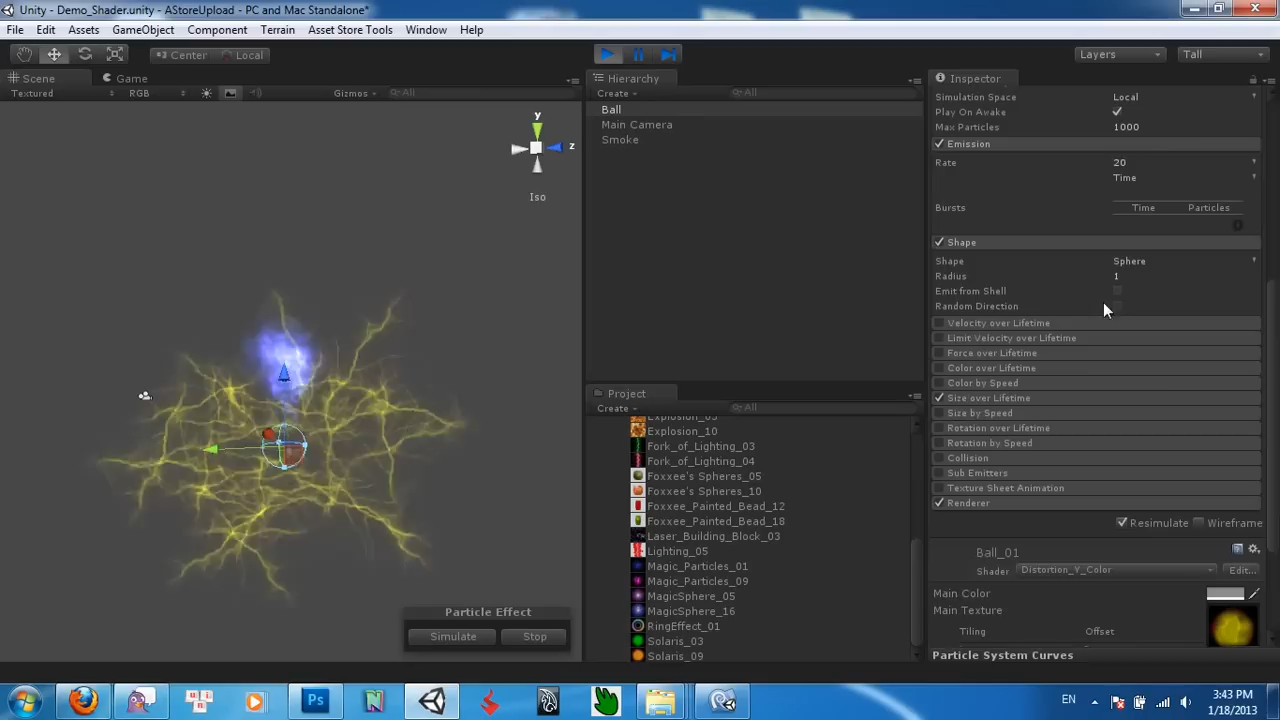 Unity - Demo_Shader.unity - AStoreUpload - PC and Mac Standalone*
File Edit Assets GameObject Component Terrain Asset Store Tools Window Help
Center Local Layers Tall
Scene Game
Textured RGB Gizmos All
y
z
Iso
Particle Effect
Simulate Stop
Hierarchy
Create All
Ball
Main Camera
Smoke
Project
Create All
Explosion_03
Explosion_10
Fork_of_Lighting_03
Fork_of_Lighting_04
Foxxee's Spheres_05
Foxxee's Spheres_10
Foxxee_Painted_Bead_12
Foxxee_Painted_Bead_18
Laser_Building_Block_03
Lighting_05
Magic_Particles_01
Magic_Particles_09
MagicSphere_05
MagicSphere_16
RingEffect_01
Solaris_03
Solaris_09
Inspector
Simulation Space Local
Play On Awake
Max Particles 1000
Emission
Rate 20
Time
Bursts Time Particles
Shape
Shape Sphere
Radius 1
Emit from Shell
Random Direction
Velocity over Lifetime
Limit Velocity over Lifetime
Force over Lifetime
Color over Lifetime
Color by Speed
Size over Lifetime
Size by Speed
Rotation over Lifetime
Rotation by Speed
Collision
Sub Emitters
Texture Sheet Animation
Renderer
Resimulate Wireframe
Ball_01
Shader Distortion_Y_Color Edit...
Main Color
Main Texture
Tiling Offset
Particle System Curves
Ps
EN
3:43 PM
1/18/2013